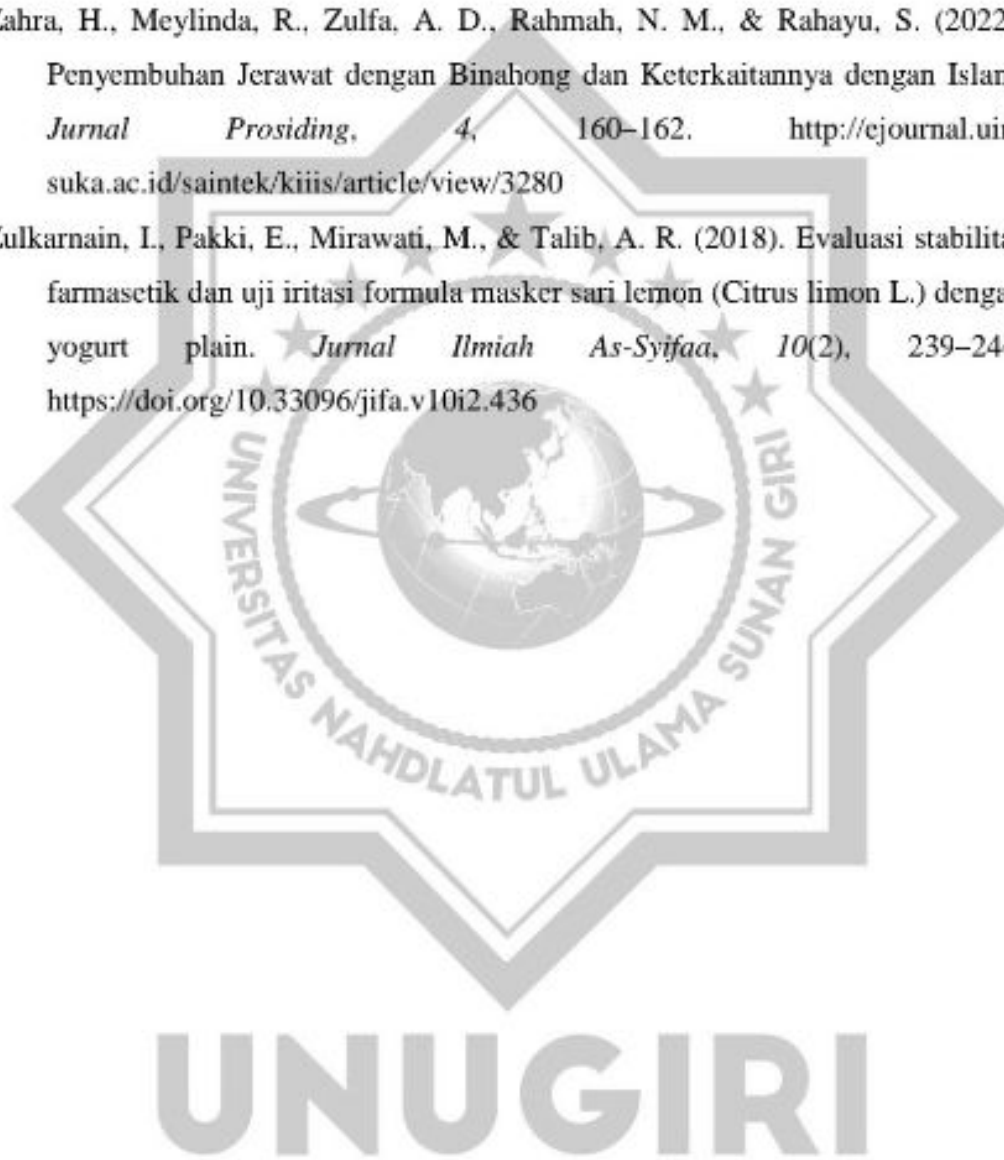 Zahra, H., Meylinda, R., Zulfa, A. D., Rahmah, N. M., & Rahayu, S. (2022
Penyembuhan Jerawat dengan Binahong dan Keterkaitannya dengan Islam
Jurnal Prosiding, 4, 160–162. http://ejournal.uin
suka.ac.id/saintek/kiiis/article/view/3280
Zulkarnain, I., Pakki, E., Mirawati, M., & Talib, A. R. (2018). Evaluasi stabilita
farmasetik dan uji iritasi formula masker sari lemon (Citrus limon L.) denga
yogurt plain. Jurnal Ilmiah As-Syifaa, 10(2), 239–24
https://doi.org/10.33096/jifa.v10i2.436
UNIVERSITAS NAHDLATUL ULAMA SUNAN GIRI
UNUGIRI